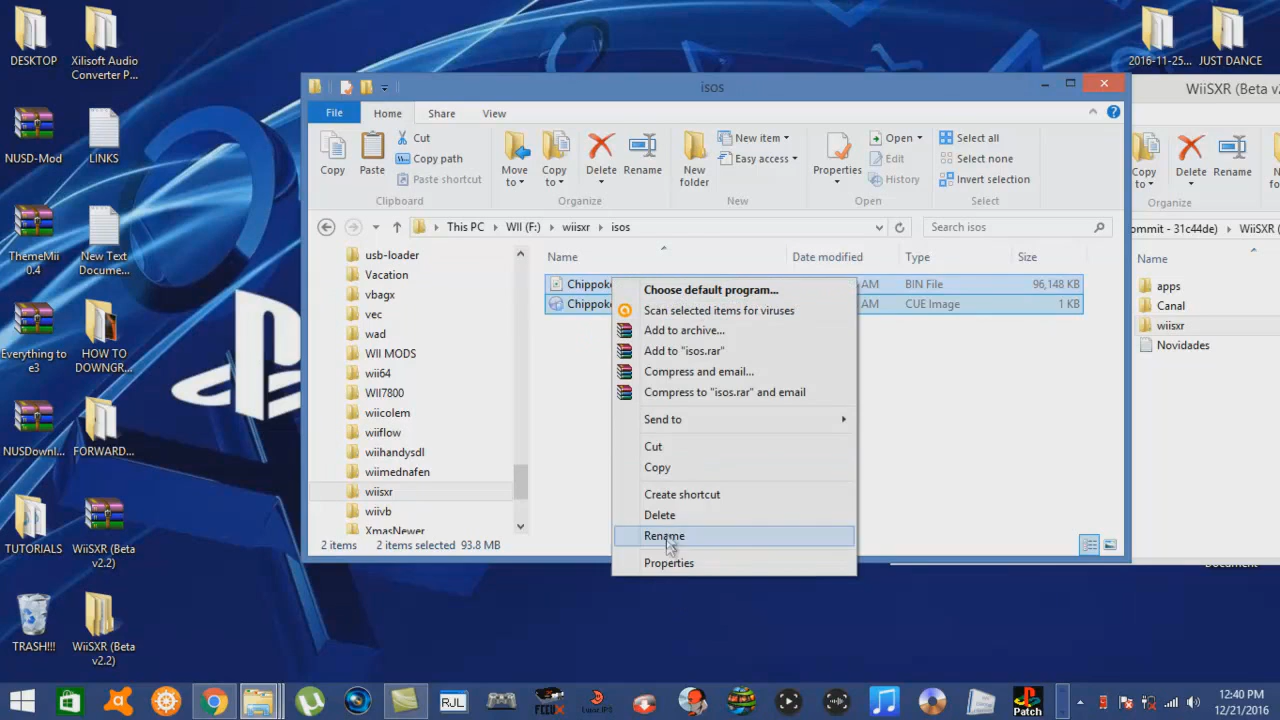 DESKTOP
Xilisoft Audio
Converter P...
NUSD-Mod
LINKS
ThemeMii
0.4
New Text
Docume...
Everything to
e3
HOW TO
DOWNGR...
NUSDownl...
FORWARD...
TUTORIALS
WiiSXR (Beta
v2.2)
TRASH!!!
WiiSXR (Beta
v2.2)
2016-11-25...
JUST DANCE
isos
File
Home
Share
View
Copy
Paste
Cut
Copy path
Paste shortcut
Clipboard
Move
to
Copy
to
Delete
Rename
Organize
New
folder
New item
Easy access
New
Properties
Open
Edit
History
Open
Select all
Select none
Invert selection
Select
This PC
WII (F:)
wiisxr
isos
Search isos
usb-loader
Vacation
vbagx
vec
wad
WII MODS
wii64
WII7800
wiicolem
wiiflow
wiihandysdl
wiimednafen
wiisxr
wiivb
XmasNewer
Name
Date modified
Type
Size
Chippoke
AM
BIN File
96,148 KB
Chippoke
AM
CUE Image
1 KB
Choose default program...
Scan selected items for viruses
Add to archive...
Add to "isos.rar"
Compress and email...
Compress to "isos.rar" and email
Send to
Cut
Copy
Create shortcut
Delete
Rename
Properties
2 items
2 items selected 93.8 MB
WiiSXR (Beta v2.
Copy
to
Delete
Rename
Organize
ommit - 31c44de)
WiiSXR (
Name
apps
Canal
wiisxr
Novidades
Document
RJL
FCEUX
Patch
12:40 PM
12/21/2016